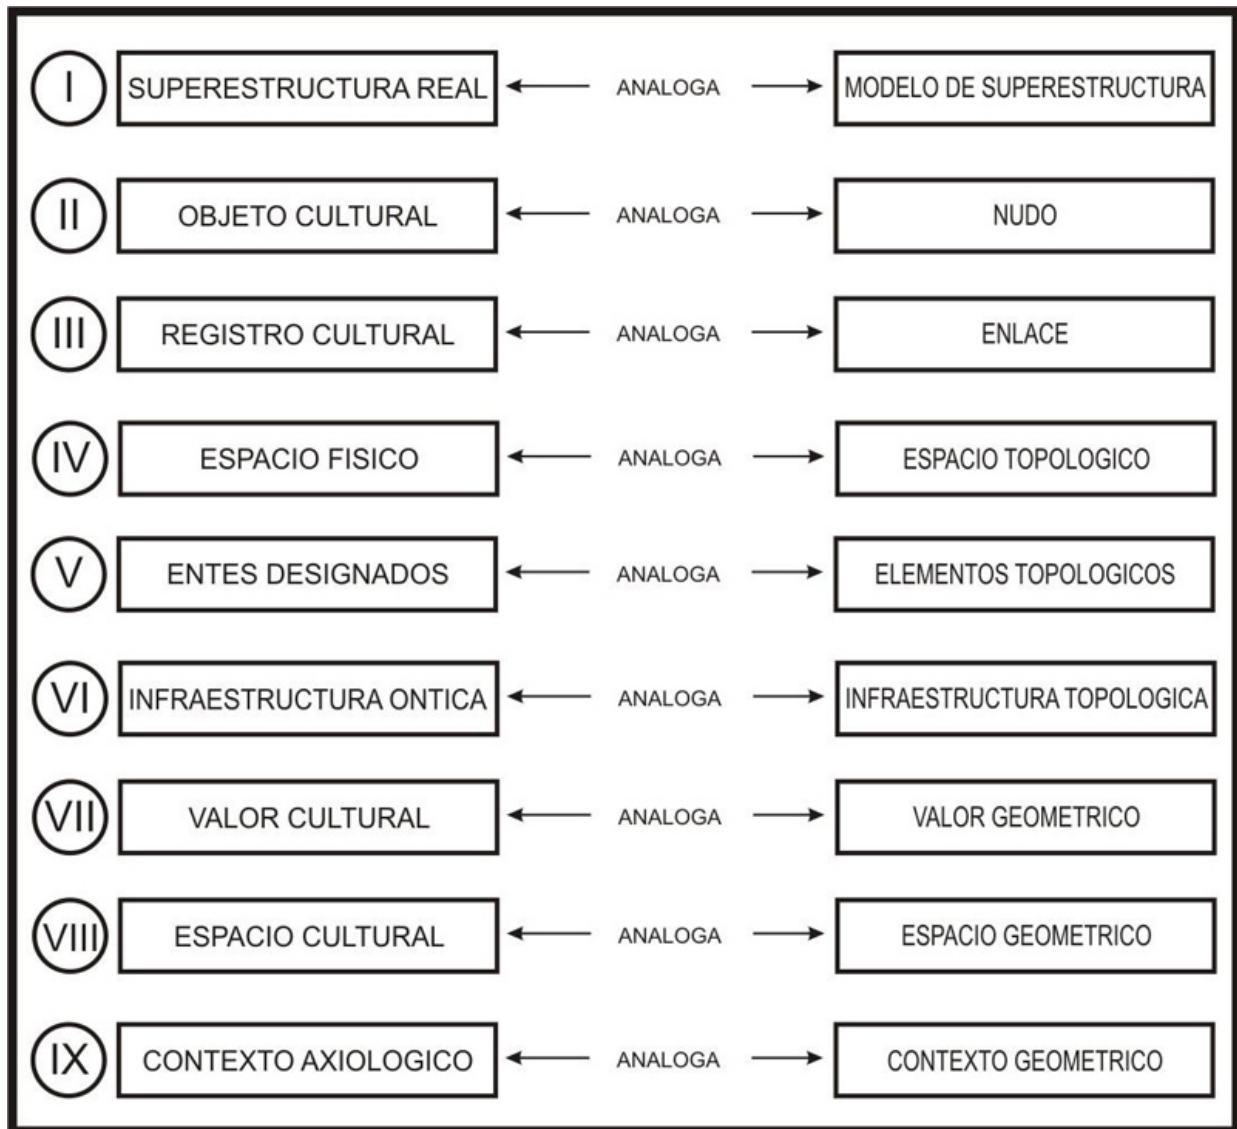 I SUPERESTRUCTURA REAL ANALOGA MODELO DE SUPERESTRUCTURA
II OBJETO CULTURAL ANALOGA NUDO
III REGISTRO CULTURAL ANALOGA ENLACE
IV ESPACIO FISICO ANALOGA ESPACIO TOPOLOGICO
V ENTES DESIGNADOS ANALOGA ELEMENTOS TOPOLOGICOS
VI INFRAESTRUCTURA ONTICA ANALOGA INFRAESTRUCTURA TOPOLOGICA
VII VALOR CULTURAL ANALOGA VALOR GEOMETRICO
VIII ESPACIO CULTURAL ANALOGA ESPACIO GEOMETRICO
IX CONTEXTO AXIOLOGICO ANALOGA CONTEXTO GEOMETRICO